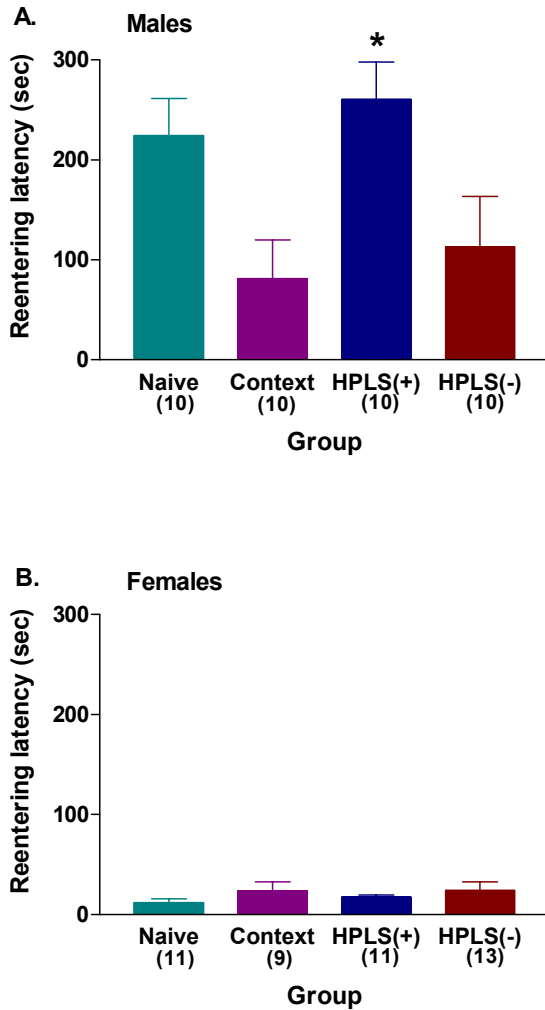 A.
Males
*
Reentering latency (sec)
300
200
100
0
Naive Context HPLS(+) HPLS(-)
(10) (10) (10) (10)
Group
B.
Females
Reentering latency (sec)
300
200
100
0
Naive Context HPLS(+) HPLS(-)
(11) (9) (11) (13)
Group